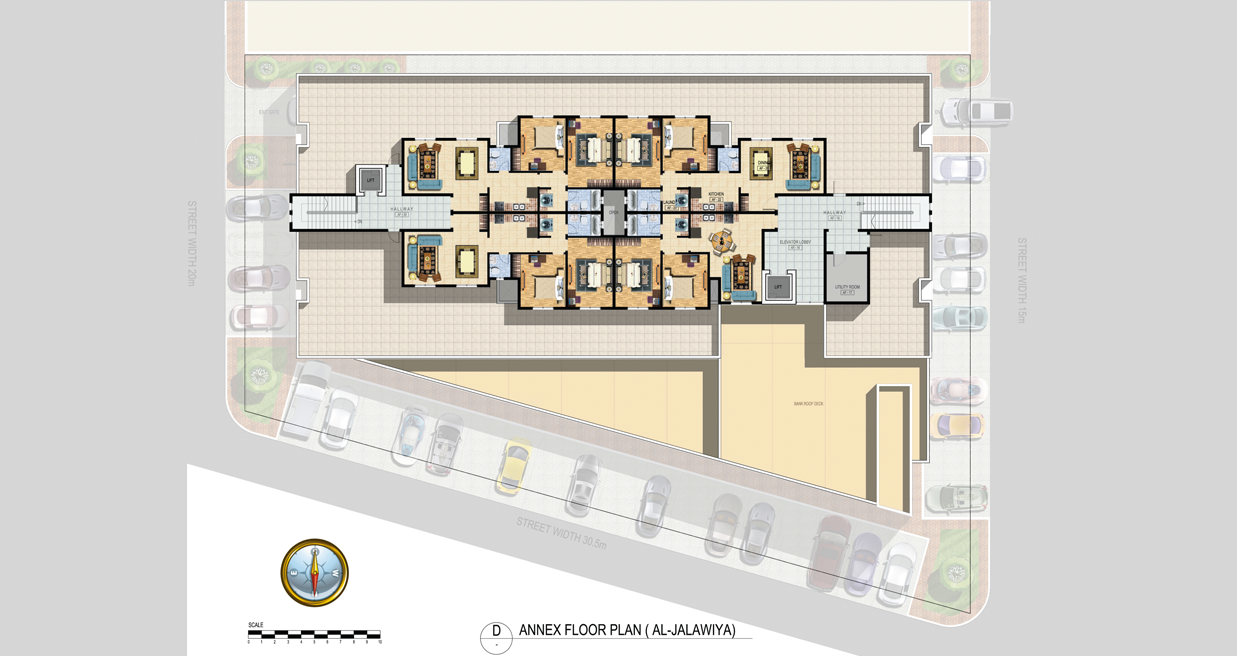 LIFT
DINING
KITCHEN
HALLWAY
HALLWAY
OPEN
ELEVATOR LOBBY
LIFT
UTILITY ROOM
STREET WIDTH 20m
STREET WIDTH 15m
BANK ROOF DECK
STREET WIDTH 30.5m
SCALE
0 1 2 3 4 5 6 7 8 9 10
D
ANNEX FLOOR PLAN ( AL-JALAWIYA)